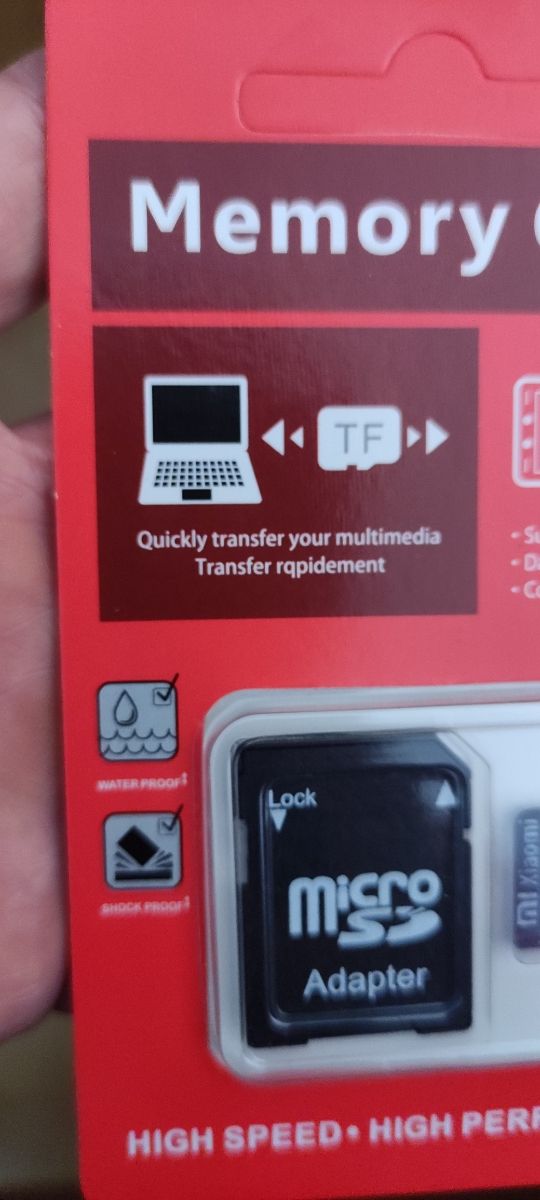 Memory
TF
Quickly transfer your multimedia
Transfer rqpidement
WATER PROOF
SHOCK PROOF
Lock
micro
SD
Adapter
mi Xiaomi
HIGH SPEED • HIGH